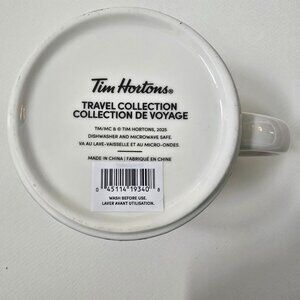 Tim Hortons®
TRAVEL COLLECTION
COLLECTION DE VOYAGE
TM/MC & © TIM HORTONS, 2025
DISHWASHER AND MICROWAVE SAFE.
VA AU LAVE-VAISSELLE ET AU MICRO-ONDES.
MADE IN CHINA | FABRIQUÉ EN CHINE
0 45114 19340 8
WASH BEFORE USE.
LAVER AVANT UTILISATION.